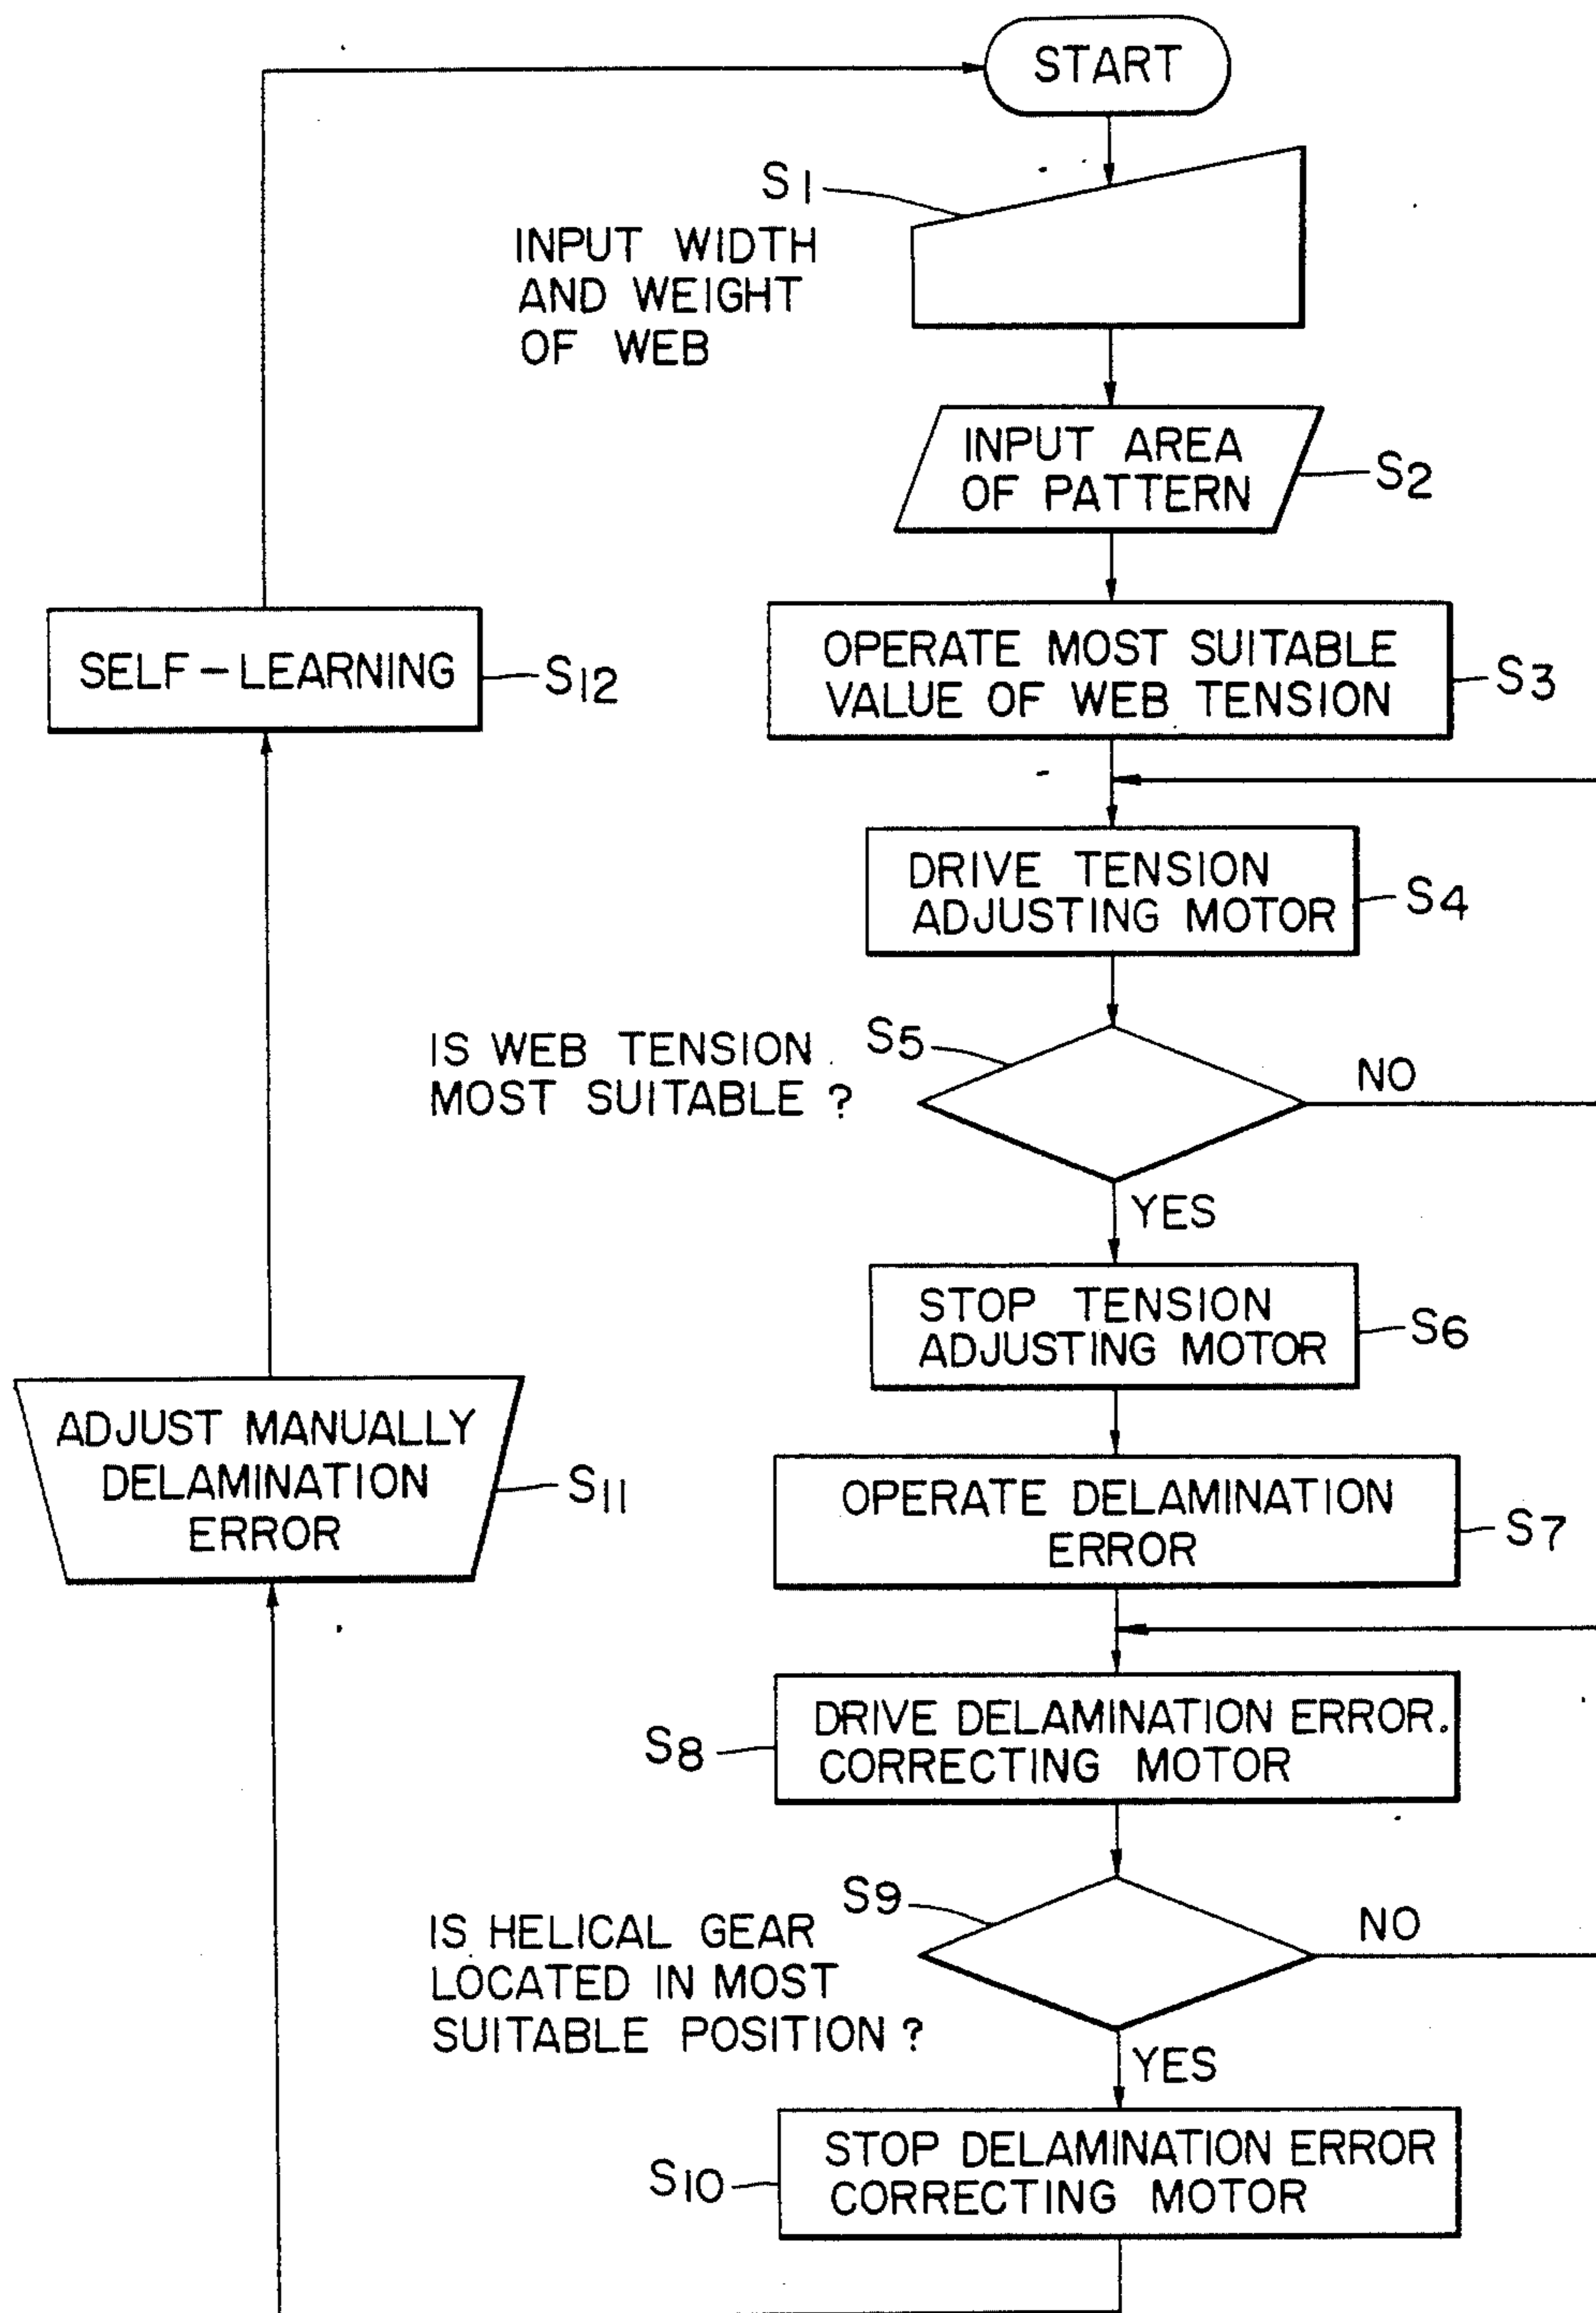 START
S1
INPUT WIDTH
AND WEIGHT
OF WEB
INPUT AREA
OF PATTERN
S2
OPERATE MOST SUITABLE
VALUE OF WEB TENSION
S3
SELF-LEARNING
S12
DRIVE TENSION
ADJUSTING MOTOR
S4
IS WEB TENSION
MOST SUITABLE ?
S5
NO
YES
STOP TENSION
ADJUSTING MOTOR
S6
ADJUST MANUALLY
DELAMINATION
ERROR
S11
OPERATE DELAMINATION
ERROR
S7
DRIVE DELAMINATION ERROR.
CORRECTING MOTOR
S8
S9
IS HELICAL GEAR
LOCATED IN MOST
SUITABLE POSITION ?
NO
YES
STOP DELAMINATION ERROR
CORRECTING MOTOR
S10